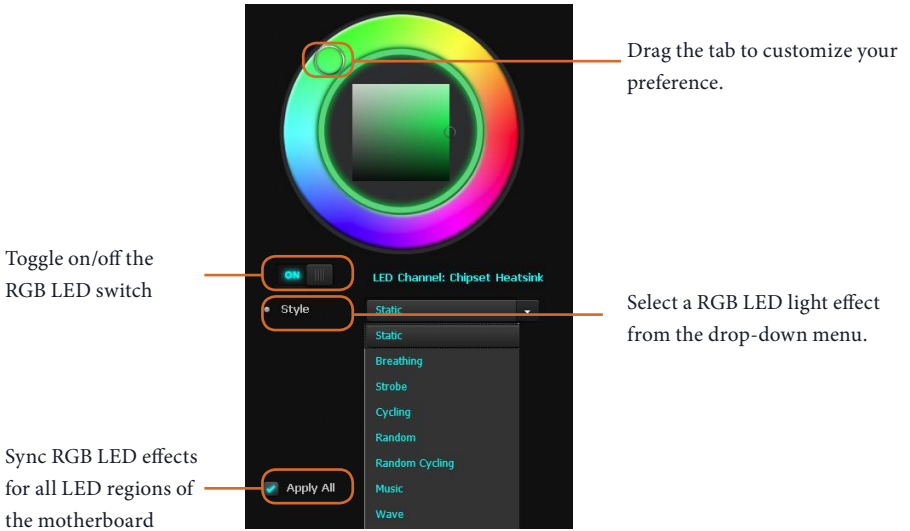 Drag the tab to customize your
preference.
Toggle on/off the
RGB LED switch
ON
LED Channel: Chipset Heatsink
Style
Static
Select a RGB LED light effect
from the drop-down menu.
Static
Breathing
Strobe
Cycling
Random
Random Cycling
Music
Wave
Sync RGB LED effects
for all LED regions of
the motherboard
Apply All